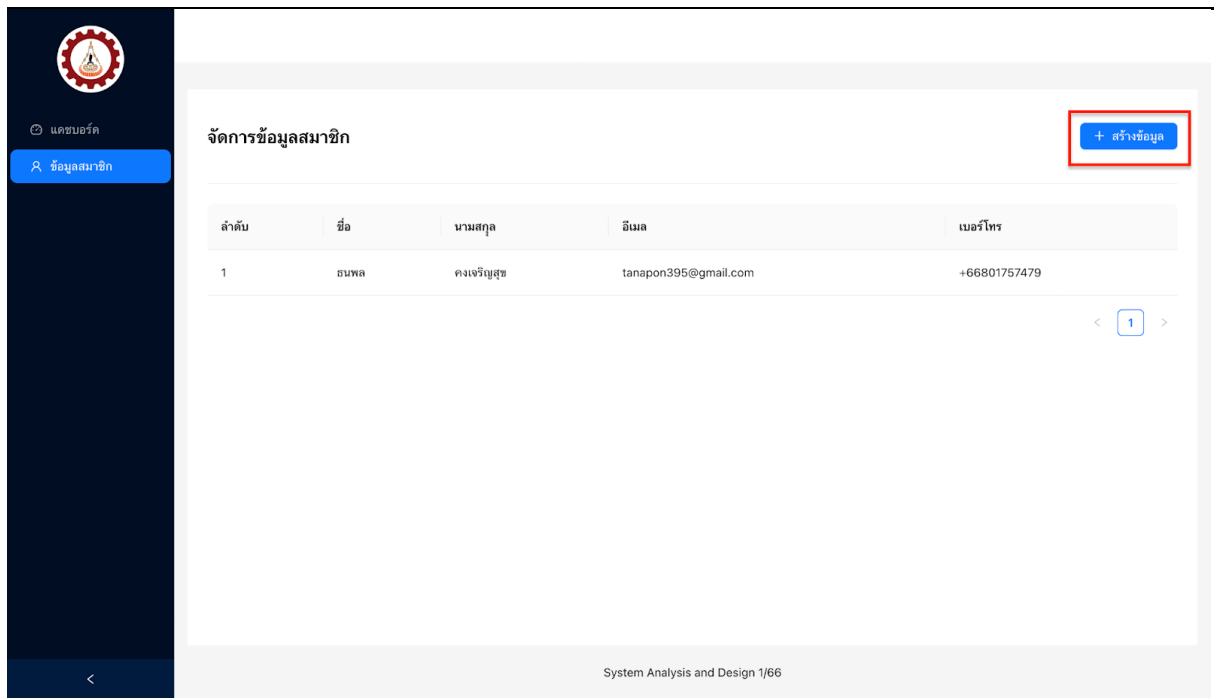 แดชบอร์ด
ข้อมูลสมาชิก
จัดการข้อมูลสมาชิก
+ สร้างข้อมูล
ลำดับ ชื่อ นามสกุล อีเมล เบอร์โทร
1 ธนพล คงเจริญสุข tanapon395@gmail.com +66801757479
< 1 >
<
System Analysis and Design 1/66